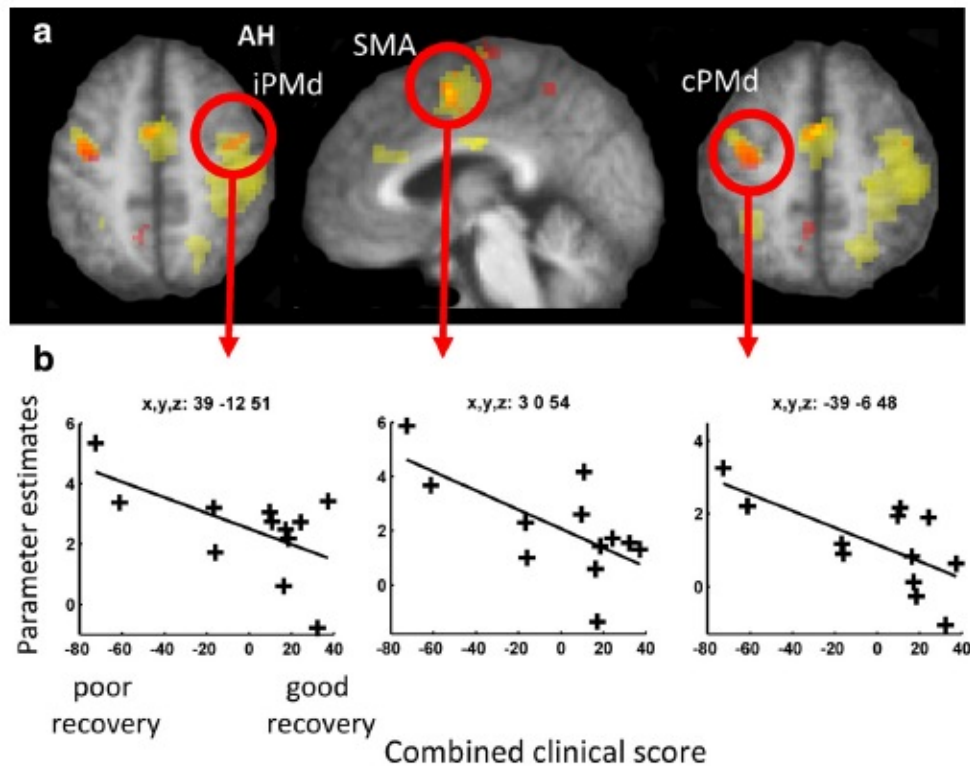 a
AH
iPMd
SMA
cPMd
b
x,y,z: 39 -12 51
x,y,z: 3 0 54
x,y,z: -39 -6 48
Parameter estimates
6
4
2
0
6
4
2
0
4
2
0
-80 -60 -40 -20 0 20 40
-80 -60 -40 -20 0 20 40
-80 -60 -40 -20 0 20 40
poor
recovery
good
recovery
Combined clinical score